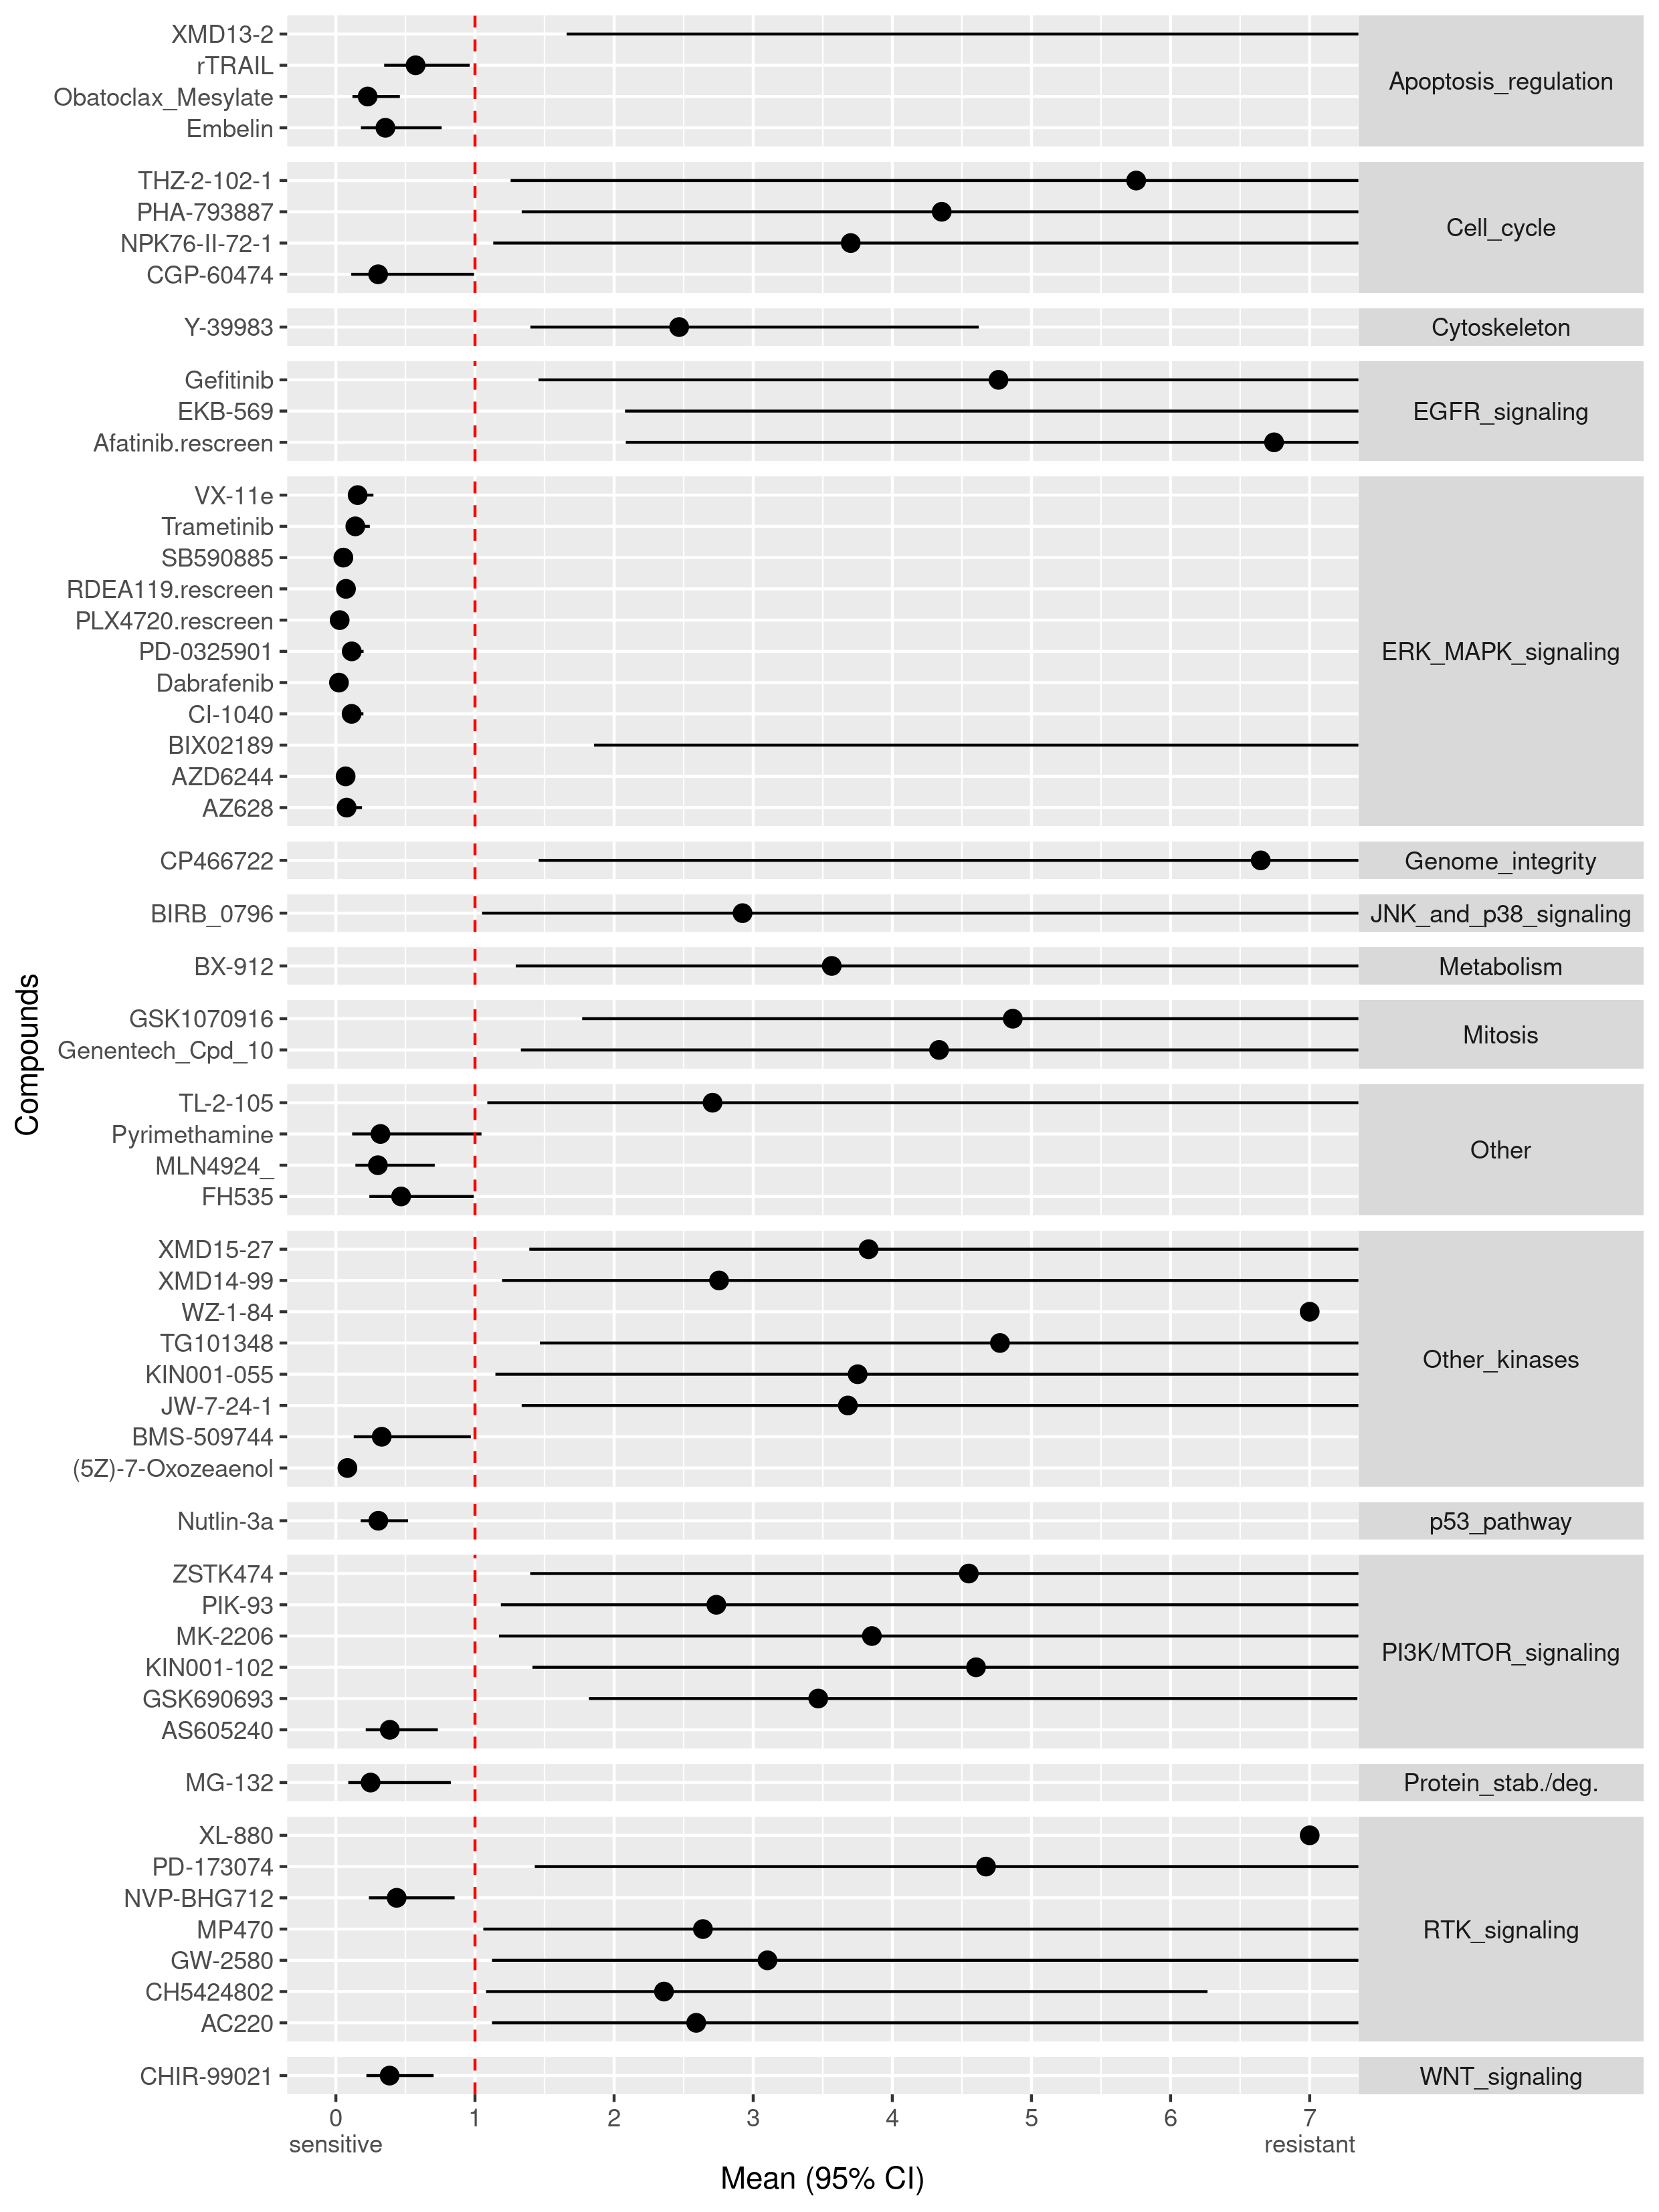 XMD13-2
rTRAIL
Obatoclax_Mesylate
Embelin
Apoptosis_regulation
THZ-2-102-1
PHA-793887
NPK76-II-72-1
CGP-60474
Cell_cycle
Y-39983
Cytoskeleton
Gefitinib
EKB-569
Afatinib.rescreen
EGFR_signaling
VX-11e
Trametinib
SB590885
RDEA119.rescreen
PLX4720.rescreen
PD-0325901
Dabrafenib
CI-1040
BIX02189
AZD6244
AZ628
ERK_MAPK_signaling
CP466722
Genome_integrity
BIRB_0796
JNK_and_p38_signaling
BX-912
Metabolism
GSK1070916
Genentech_Cpd_10
Mitosis
TL-2-105
Pyrimethamine
MLN4924_
FH535
Other
XMD15-27
XMD14-99
WZ-1-84
TG101348
KIN001-055
JW-7-24-1
BMS-509744
(5Z)-7-Oxozeaenol
Other_kinases
Nutlin-3a
p53_pathway
ZSTK474
PIK-93
MK-2206
KIN001-102
GSK690693
AS605240
PI3K/MTOR_signaling
MG-132
Protein_stab./deg.
XL-880
PD-173074
NVP-BHG712
MP470
GW-2580
CH5424802
AC220
RTK_signaling
CHIR-99021
WNT_signaling
Compounds
0 1 2 3 4 5 6 7
sensitive resistant
Mean (95% CI)